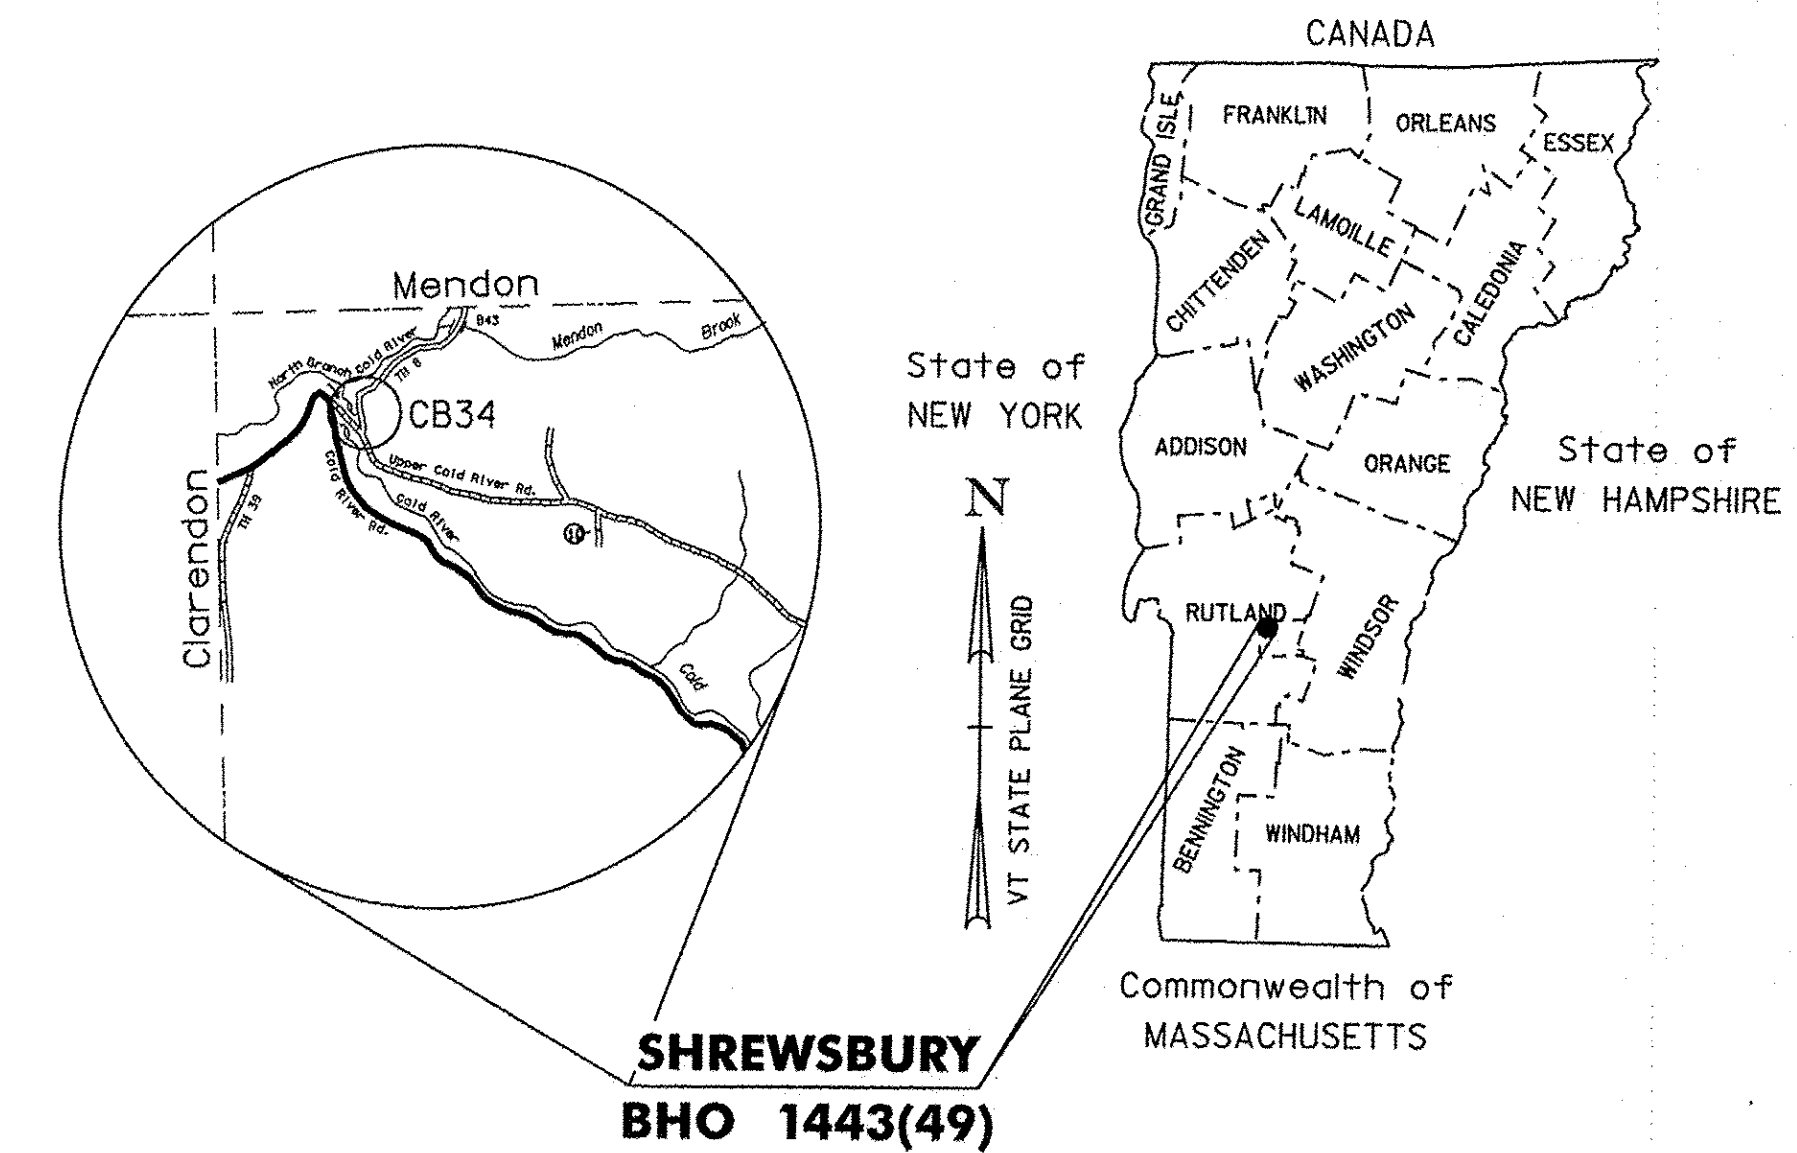 CANADA
GRAND ISLE
FRANKLIN
ORLEANS
ESSEX
LAMOILLE
CHITTENDEN
CALEDONIA
WASHINGTON
State of
NEW YORK
ADDISON
ORANGE
State of
NEW HAMPSHIRE
Mendon
B43
Mendon
Brook
North Branch Cold River
TH 6
CB34
Upper Cold River Rd.
Cold River
Cold River Rd.
TH 39
Clarendon
10
Cold
N
VT STATE PLANE GRID
RUTLAND
WINDSOR
BENNINGTON
WINDHAM
Commonwealth of
MASSACHUSETTS
SHREWSBURY
BHO 1443(49)